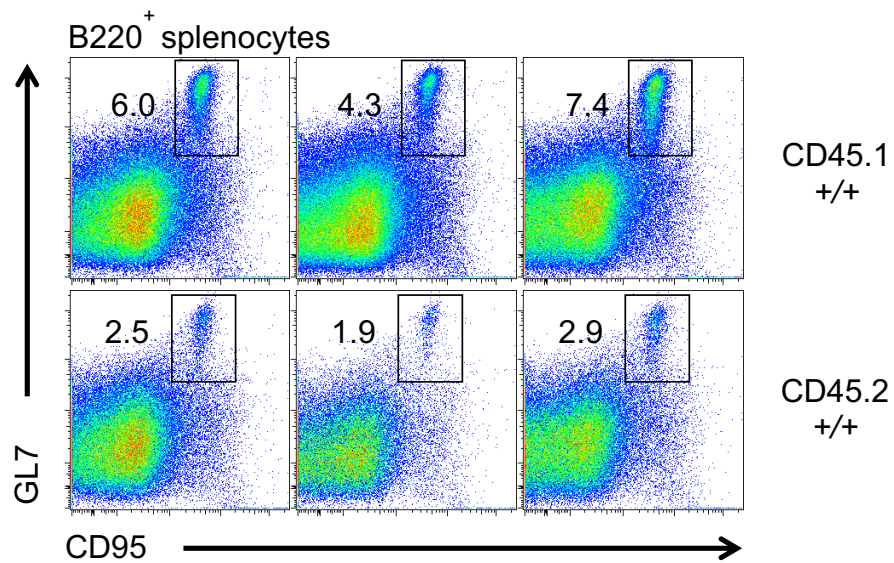 B220+ splenocytes
6.0
4.3
7.4
CD45.1
+/+
2.5
1.9
2.9
CD45.2
+/+
GL7
CD95